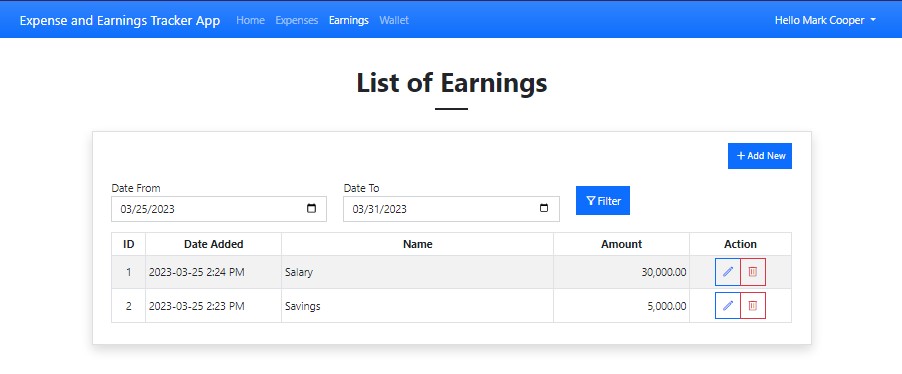 Expense and Earnings Tracker App Home Expenses Earnings Wallet Hello Mark Cooper
List of Earnings
+ Add New
Date From Date To
03/25/2023 03/31/2023 Filter
ID Date Added Name Amount Action
1 2023-03-25 2:24 PM Salary 30,000.00
2 2023-03-25 2:23 PM Savings 5,000.00